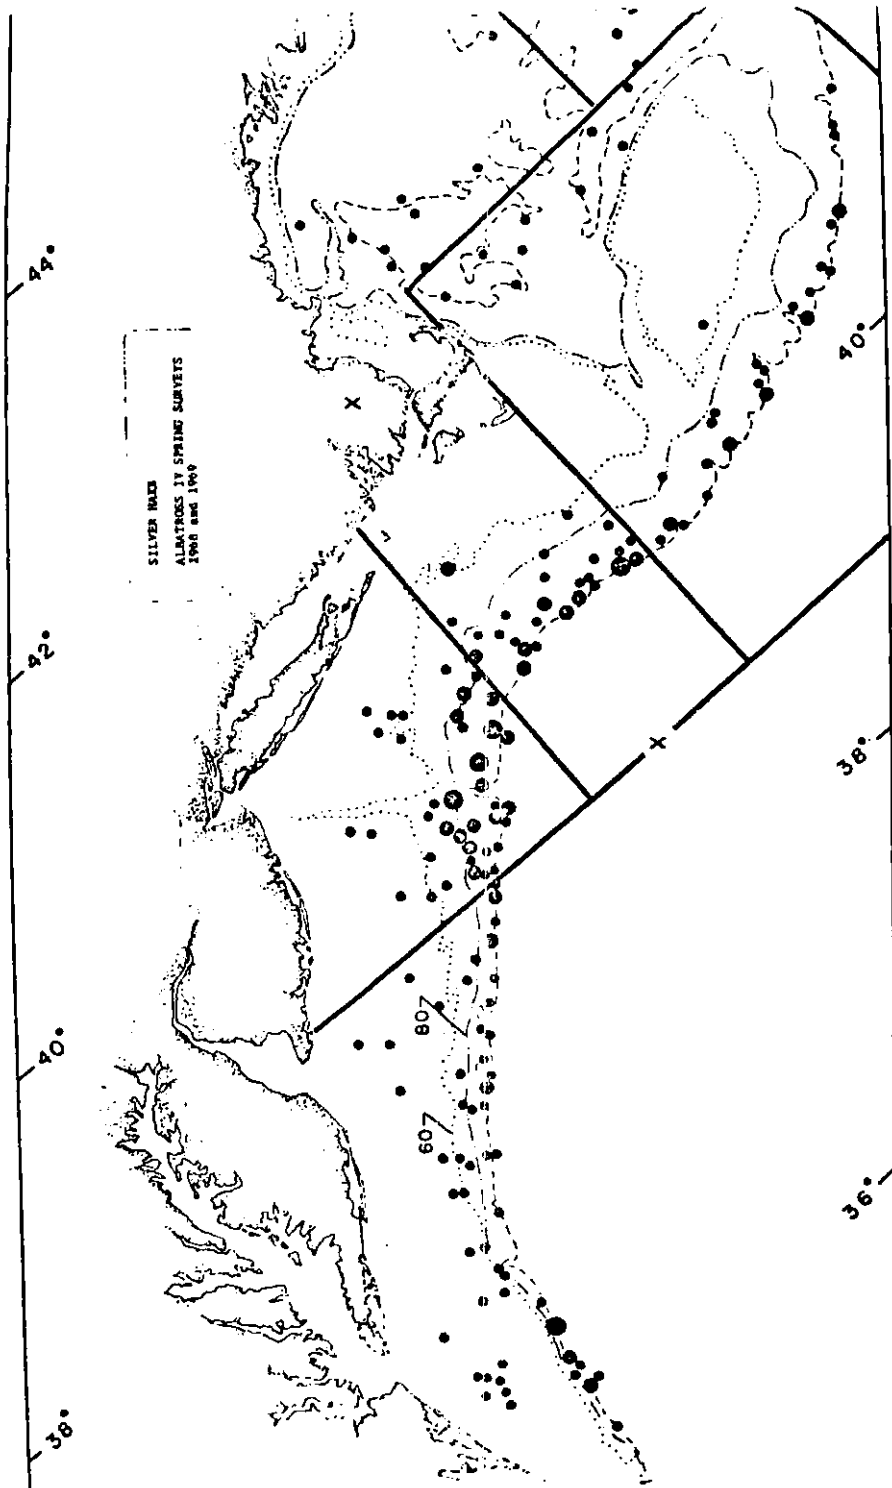 SILVER HAKE
ALBATROSS IV SPRING SURVEYS
1968 and 1969
44°
42°
40°
38°
40°
38°
36°
80
60
X
X